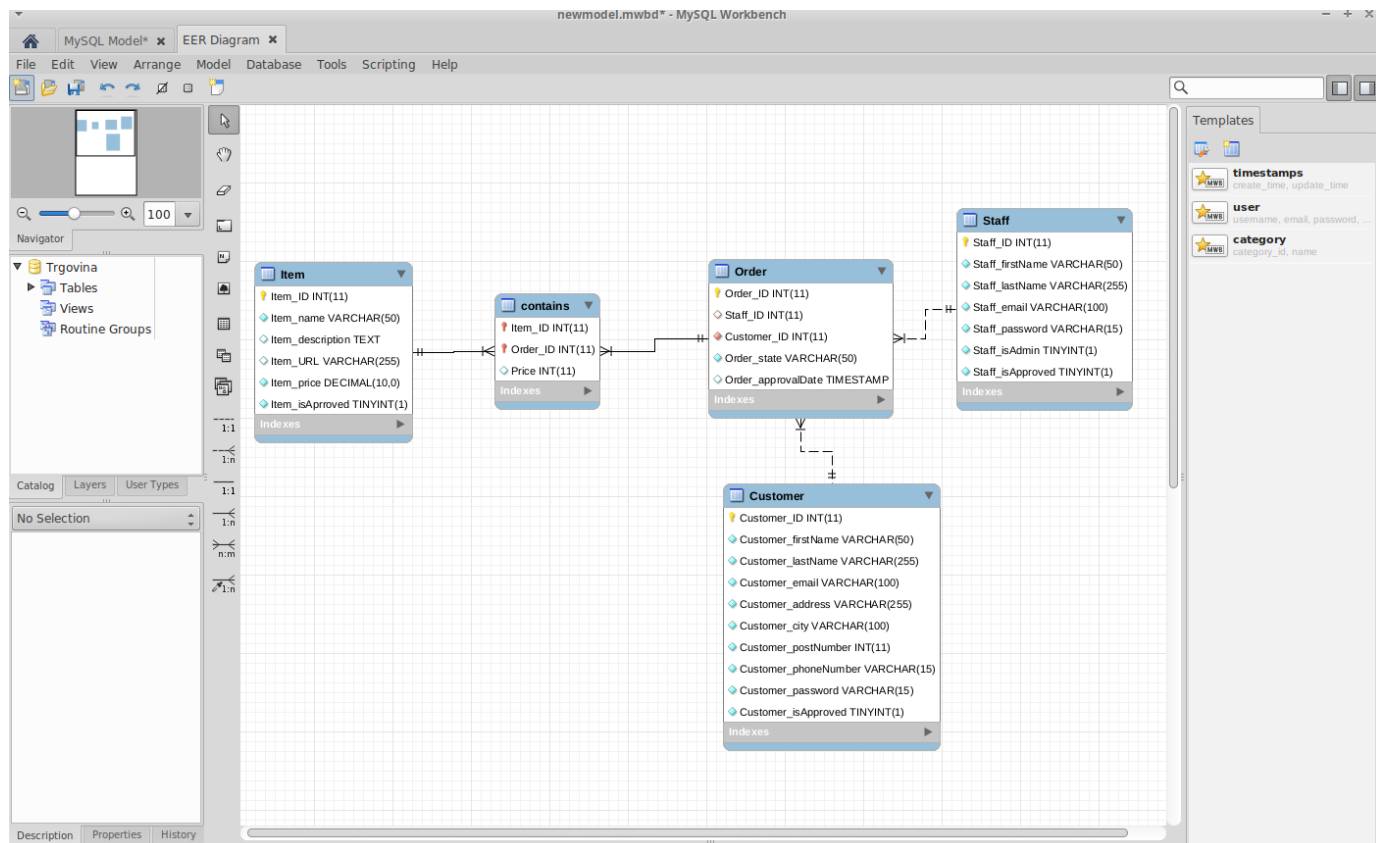 newmodel.mwbd* - MySQL Workbench
MySQL Model*
EER Diagram
File Edit View Arrange Model Database Tools Scripting Help
100
Navigator
Trgovina
Tables
Views
Routine Groups
Catalog Layers User Types
No Selection
Description Properties History
1:1
1:n
1:1
1:n
n:m
1:n
Item
Item_ID INT(11)
Item_name VARCHAR(50)
Item_description TEXT
Item_URL VARCHAR(255)
Item_price DECIMAL(10,0)
Item_isAprroved TINYINT(1)
Indexes
contains
Item_ID INT(11)
Order_ID INT(11)
Price INT(11)
Indexes
Order
Order_ID INT(11)
Staff_ID INT(11)
Customer_ID INT(11)
Order_state VARCHAR(50)
Order_approvalDate TIMESTAMP
Indexes
Staff
Staff_ID INT(11)
Staff_firstName VARCHAR(50)
Staff_lastName VARCHAR(255)
Staff_email VARCHAR(100)
Staff_password VARCHAR(15)
Staff_isAdmin TINYINT(1)
Staff_isApproved TINYINT(1)
Indexes
Customer
Customer_ID INT(11)
Customer_firstName VARCHAR(50)
Customer_lastName VARCHAR(255)
Customer_email VARCHAR(100)
Customer_address VARCHAR(255)
Customer_city VARCHAR(100)
Customer_postNumber INT(11)
Customer_phoneNumber VARCHAR(15)
Customer_password VARCHAR(15)
Customer_isApproved TINYINT(1)
Indexes
Templates
MWB
timestamps
create_time, update_time
MWB
user
username, email, password, ...
MWB
category
category_id, name